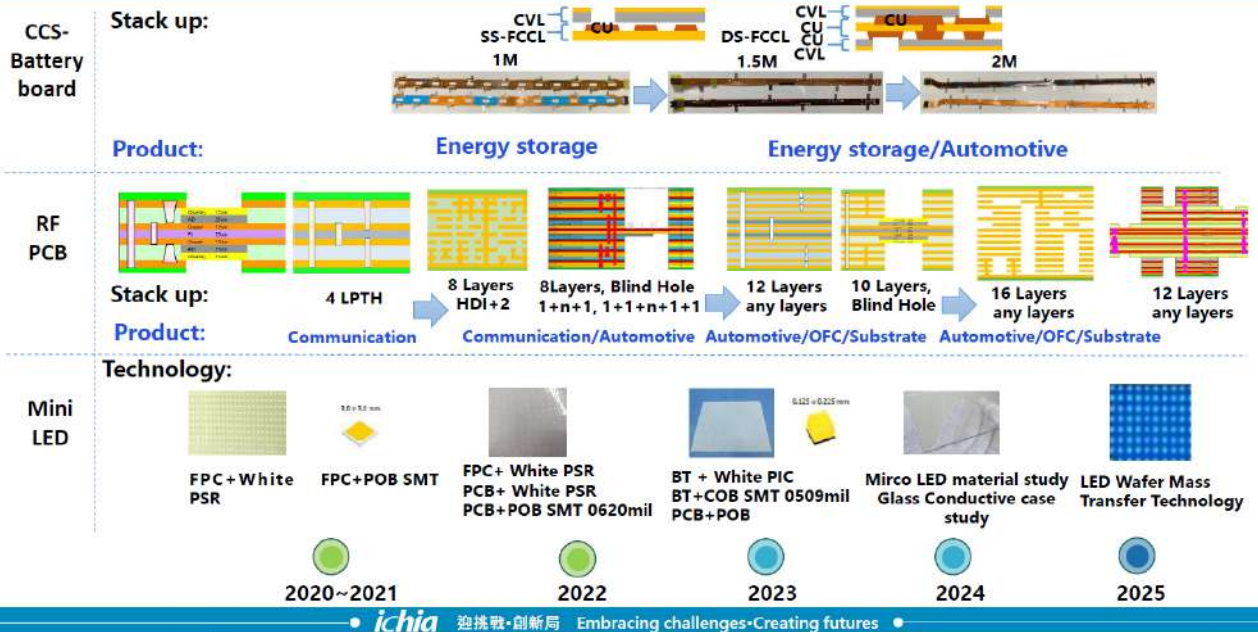 CCS-
Battery
board
Stack up:
CVL
SS-FCCL
CU
1M
DS-FCCL
1.5M
CVL
CU
CU
CVL
CU
2M
Product:
Energy storage
Energy storage/Automotive
RF
PCB
Stack up:
4 LPTH
8 Layers
HDI+2
8Layers, Blind Hole
1+n+1, 1+1+n+1+1
12 Layers
any layers
10 Layers,
Blind Hole
16 Layers
any layers
12 Layers
any layers
Product:
Communication
Communication/Automotive
Automotive/OFC/Substrate
Automotive/OFC/Substrate
Mini
LED
Technology:
0.125 x 0.225 mm
FPC+White
PSR
FPC+POB SMT
FPC+ White PSR
PCB+ White PSR
PCB+POB SMT 0620mil
BT + White PIC
BT+COB SMT 0509mil
PCB+POB
Mirco LED material study
Glass Conductive case
study
LED Wafer Mass
Transfer Technology
2020~2021
2022
2023
2024
2025
ichia 迎挑戰•創新局 Embracing challenges•Creating futures